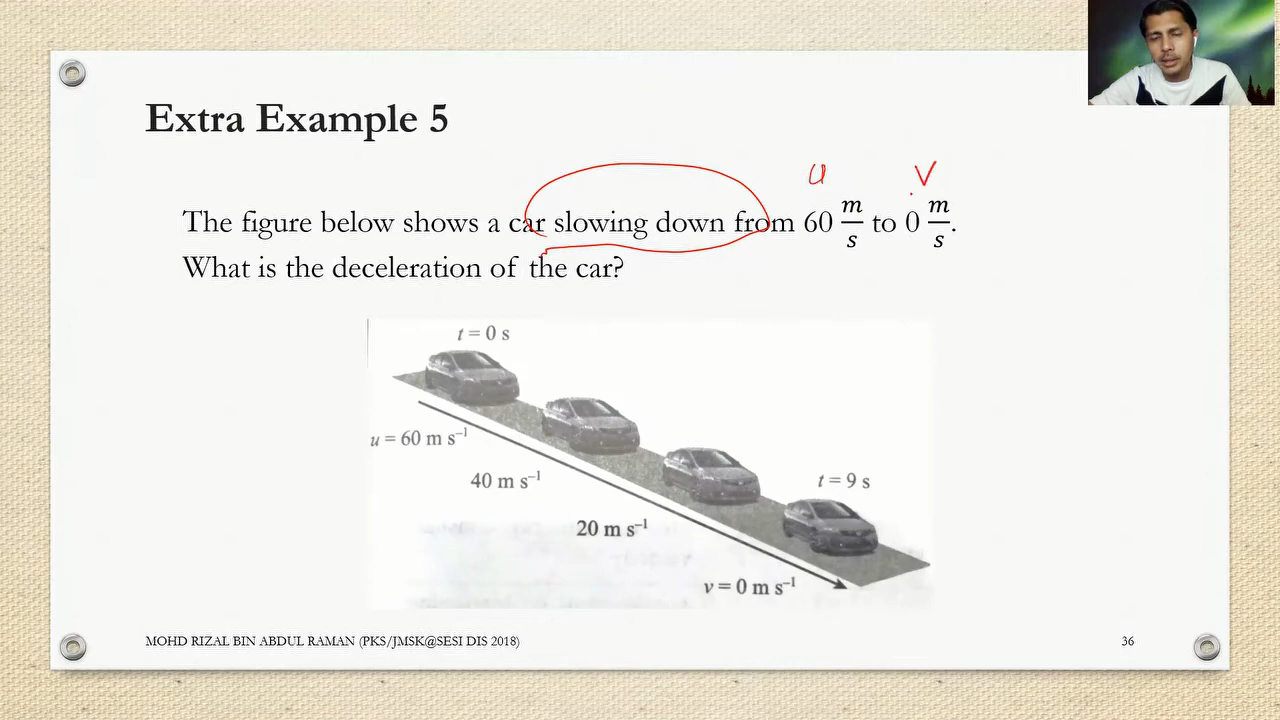 Extra Example 5
u V
The figure below shows a car slowing down from 60 m/s to 0 m/s.
What is the deceleration of the car?
t = 0 s
u = 60 m s⁻¹
40 m s⁻¹
t = 9 s
20 m s⁻¹
v = 0 m s⁻¹
MOHD RIZAL BIN ABDUL RAMAN (PKS/JMSK@SESI DIS 2018)
36